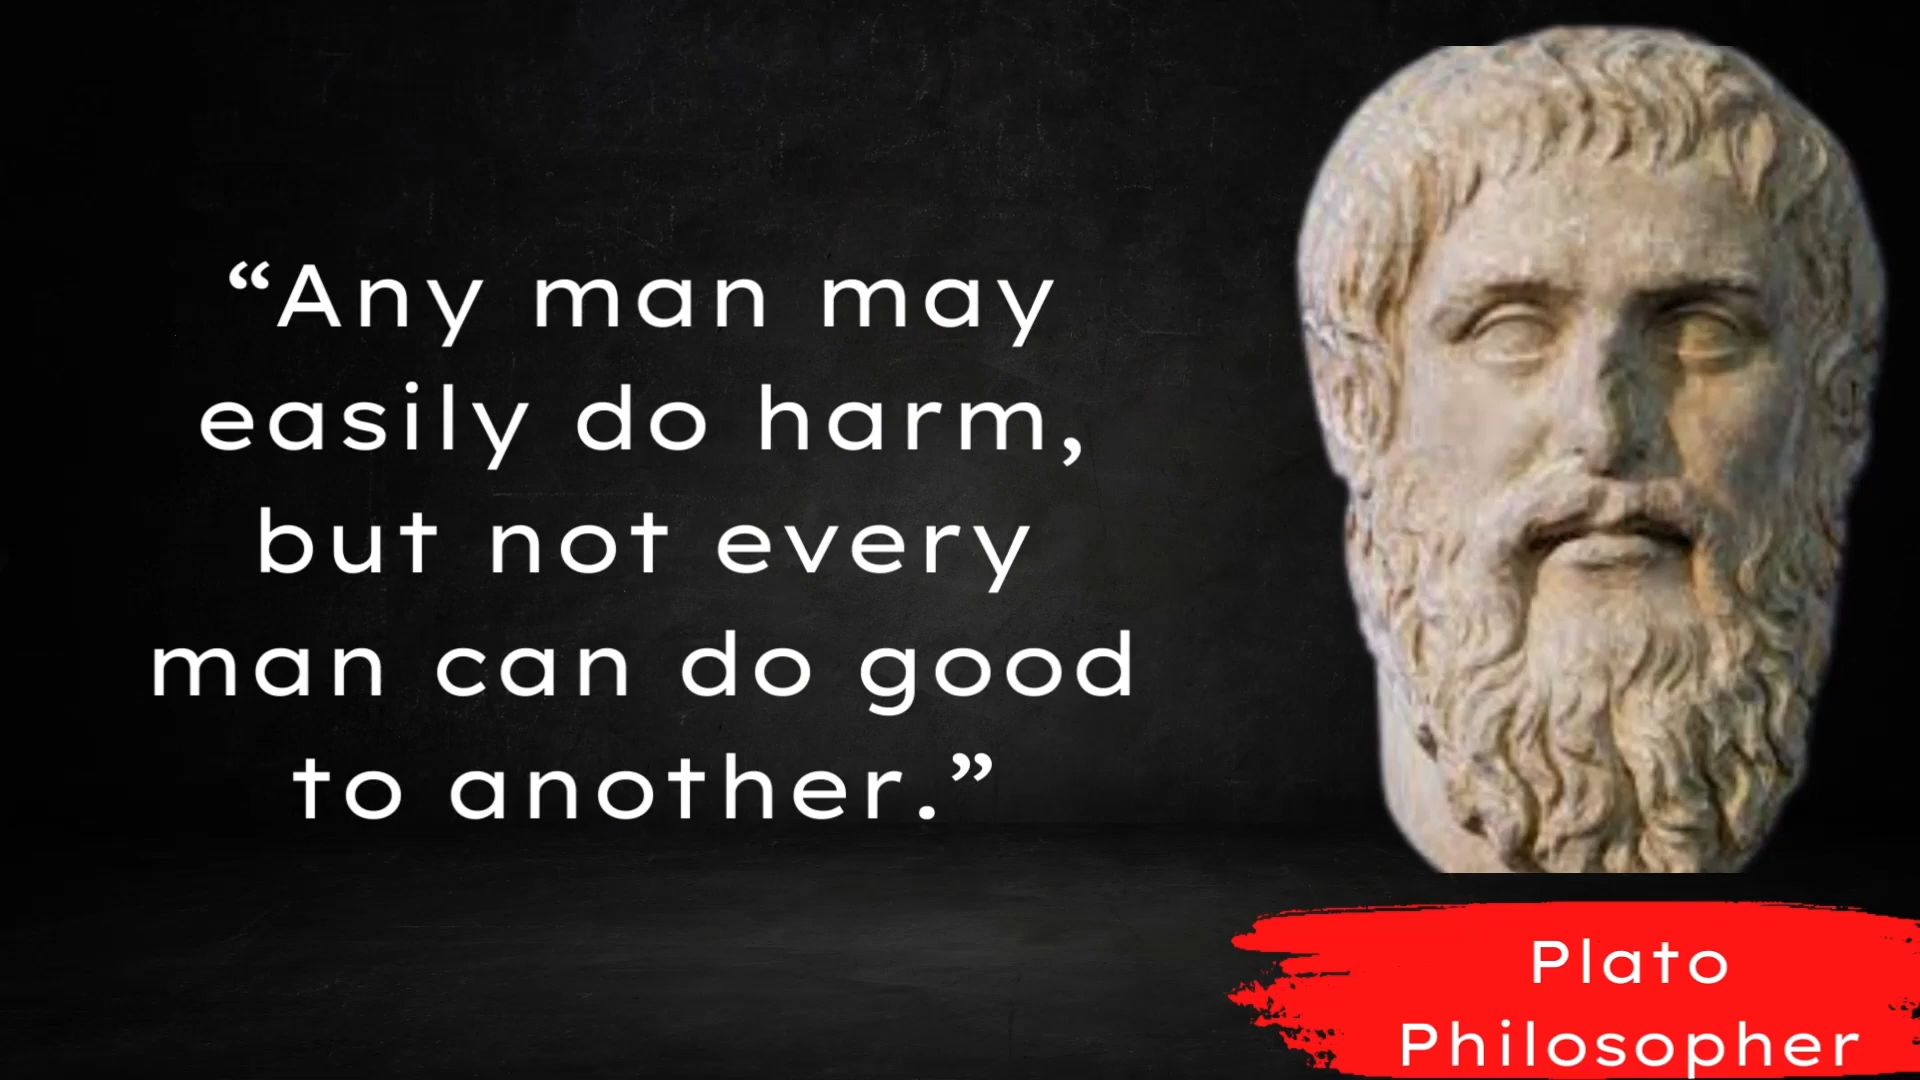 “Any man may
easily do harm,
but not every
man can do good
to another.”
Plato
Philosopher